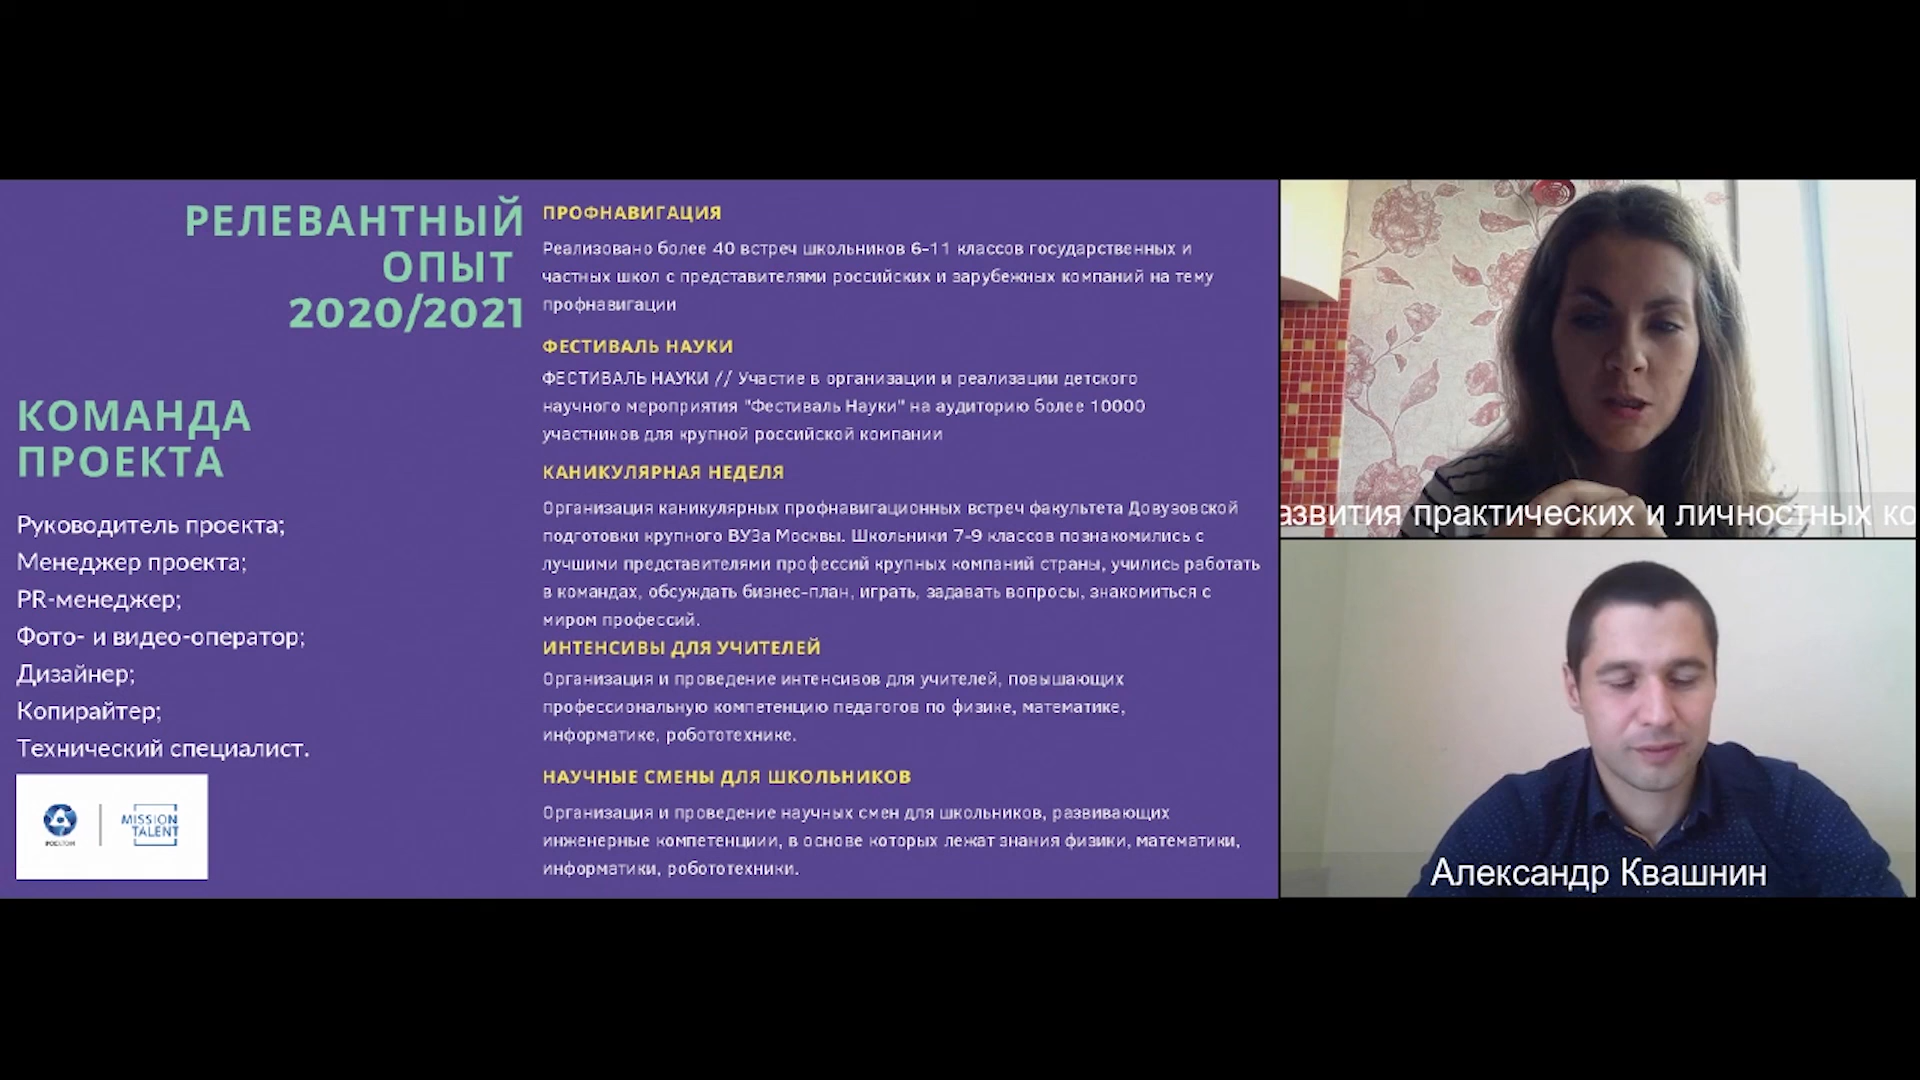 РЕЛЕВАНТНЫЙ
ОПЫТ
2020/2021
КОМАНДА
ПРОЕКТА
Руководитель проекта;
Менеджер проекта;
PR-менеджер;
Фото- и видео-оператор;
Дизайнер;
Копирайтер;
Технический специалист.
РОСАТОМ
MISSION
TALENT
ПРОФНАВИГАЦИЯ
Реализовано более 40 встреч школьников 6-11 классов государственных и
частных школ с представителями российских и зарубежных компаний на тему
профнавигации
ФЕСТИВАЛЬ НАУКИ
ФЕСТИВАЛЬ НАУКИ // Участие в организации и реализации детского
научного мероприятия "Фестиваль Науки" на аудиторию более 10000
участников для крупной российской компании
КАНИКУЛЯРНАЯ НЕДЕЛЯ
Организация каникулярных профнавигационных встреч факультета Довузовской
подготовки крупного ВУЗа Москвы. Школьники 7-9 классов познакомились с
лучшими представителями профессий крупных компаний страны, учились работать
в командах, обсуждать бизнес-план, играть, задавать вопросы, знакомиться с
миром профессий.
ИНТЕНСИВЫ ДЛЯ УЧИТЕЛЕЙ
Организация и проведение интенсивов для учителей, повышающих
профессиональную компетенцию педагогов по физике, математике,
информатике, робототехнике.
НАУЧНЫЕ СМЕНЫ ДЛЯ ШКОЛЬНИКОВ
Организация и проведение научных смен для школьников, развивающих
инженерные компетенциии, в основе которых лежат знания физики, математики,
информатики, робототехники.
азвития практических и личностных ко
Александр Квашнин